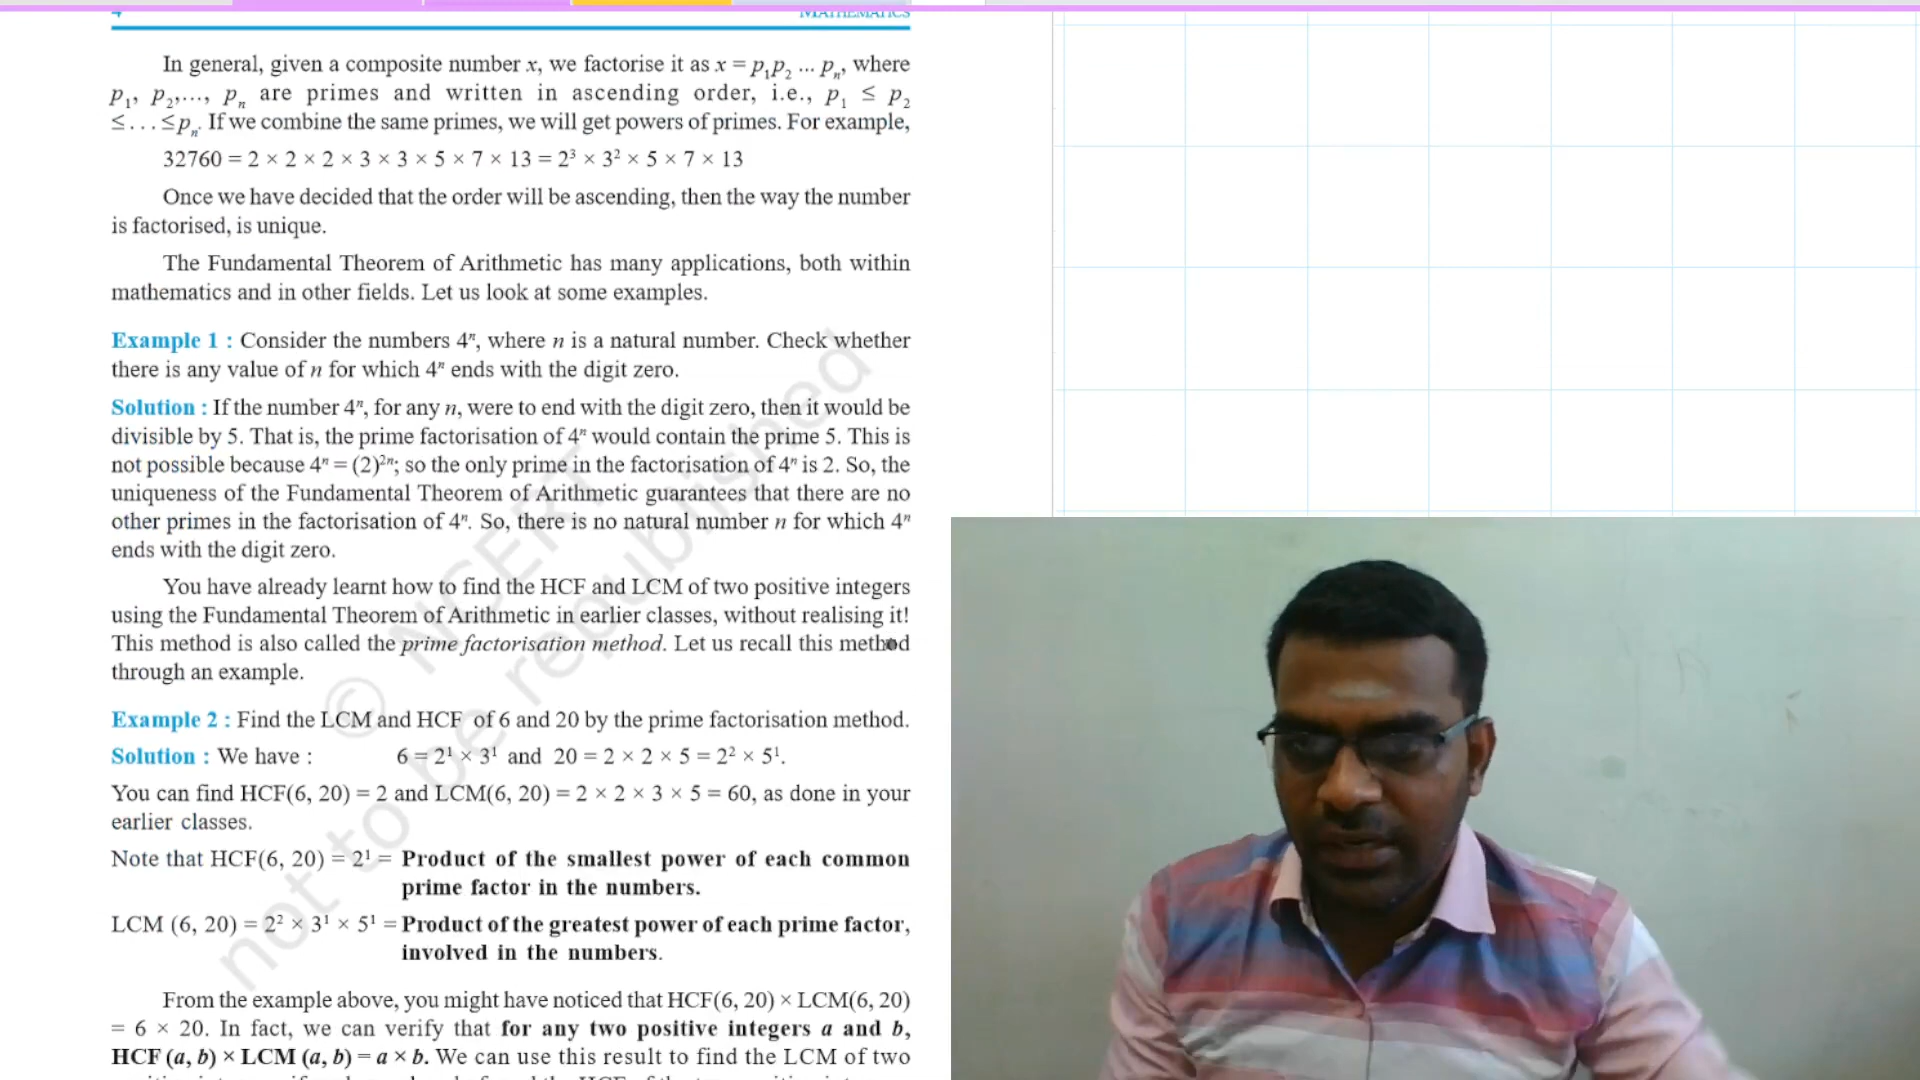 4 MATHEMATICS
In general, given a composite number x, we factorise it as x = p₁p₂ ... pₙ, where
p₁, p₂,..., pₙ are primes and written in ascending order, i.e., p₁ ≤ p₂
≤ . . . ≤ pₙ. If we combine the same primes, we will get powers of primes. For example,
32760 = 2 × 2 × 2 × 3 × 3 × 5 × 7 × 13 = 2³ × 3² × 5 × 7 × 13
Once we have decided that the order will be ascending, then the way the number
is factorised, is unique.
The Fundamental Theorem of Arithmetic has many applications, both within
mathematics and in other fields. Let us look at some examples.
Example 1 : Consider the numbers 4ⁿ, where n is a natural number. Check whether
there is any value of n for which 4ⁿ ends with the digit zero.
Solution : If the number 4ⁿ, for any n, were to end with the digit zero, then it would be
divisible by 5. That is, the prime factorisation of 4ⁿ would contain the prime 5. This is
not possible because 4ⁿ = (2)²ⁿ; so the only prime in the factorisation of 4ⁿ is 2. So, the
uniqueness of the Fundamental Theorem of Arithmetic guarantees that there are no
other primes in the factorisation of 4ⁿ. So, there is no natural number n for which 4ⁿ
ends with the digit zero.
You have already learnt how to find the HCF and LCM of two positive integers
using the Fundamental Theorem of Arithmetic in earlier classes, without realising it!
This method is also called the prime factorisation method. Let us recall this method
through an example.
Example 2 : Find the LCM and HCF of 6 and 20 by the prime factorisation method.
Solution : We have : 6 = 2¹ × 3¹ and 20 = 2 × 2 × 5 = 2² × 5¹.
You can find HCF(6, 20) = 2 and LCM(6, 20) = 2 × 2 × 3 × 5 = 60, as done in your
earlier classes.
Note that HCF(6, 20) = 2¹ = Product of the smallest power of each common
prime factor in the numbers.
LCM (6, 20) = 2² × 3¹ × 5¹ = Product of the greatest power of each prime factor,
involved in the numbers.
From the example above, you might have noticed that HCF(6, 20) × LCM(6, 20)
= 6 × 20. In fact, we can verify that for any two positive integers a and b,
HCF (a, b) × LCM (a, b) = a × b. We can use this result to find the LCM of two
© NCERT
not to be republished